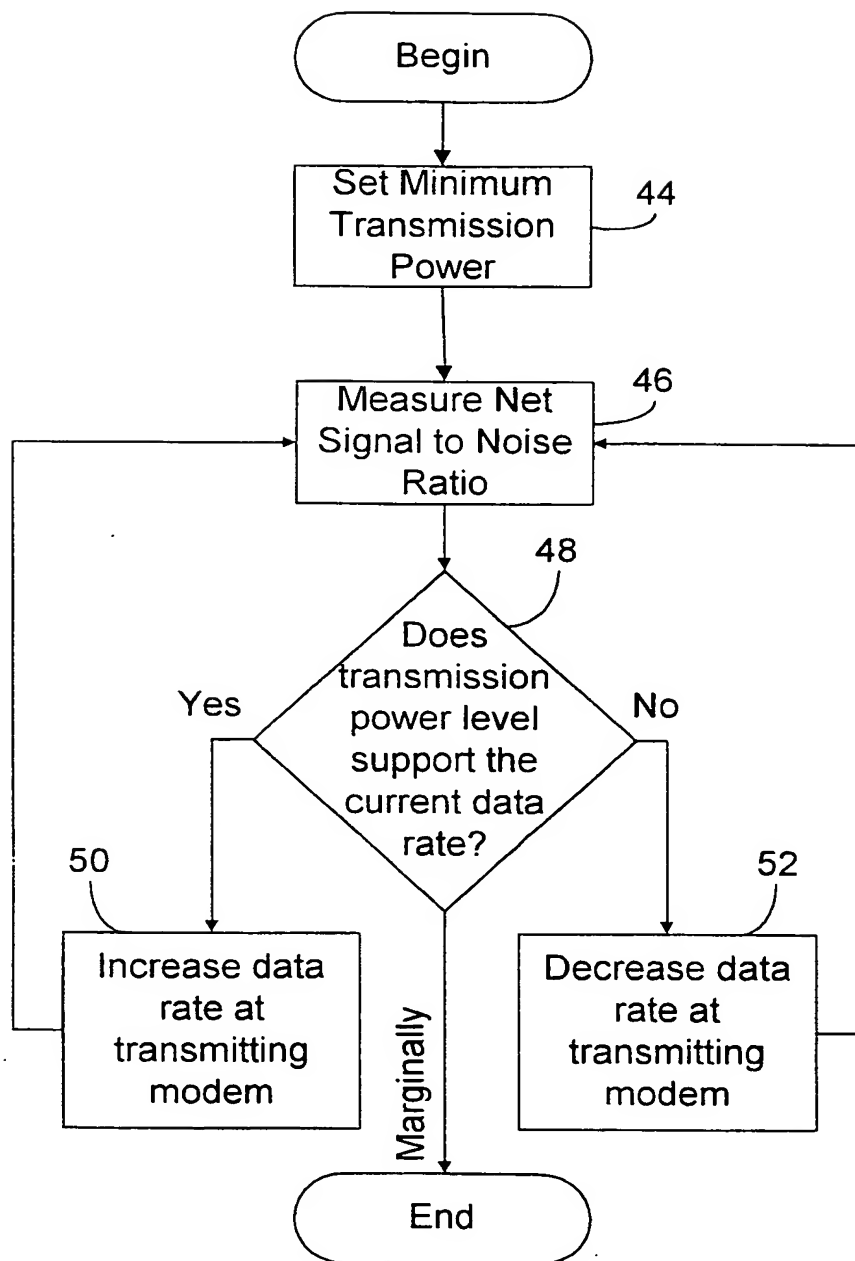 Begin
Set Minimum
Transmission
Power
44
Measure Net
Signal to Noise
Ratio
46
48
Does
transmission
power level
support the
current data
rate?
Yes
No
50
Increase data
rate at
transmitting
modem
Marginally
52
Decrease data
rate at
transmitting
modem
End